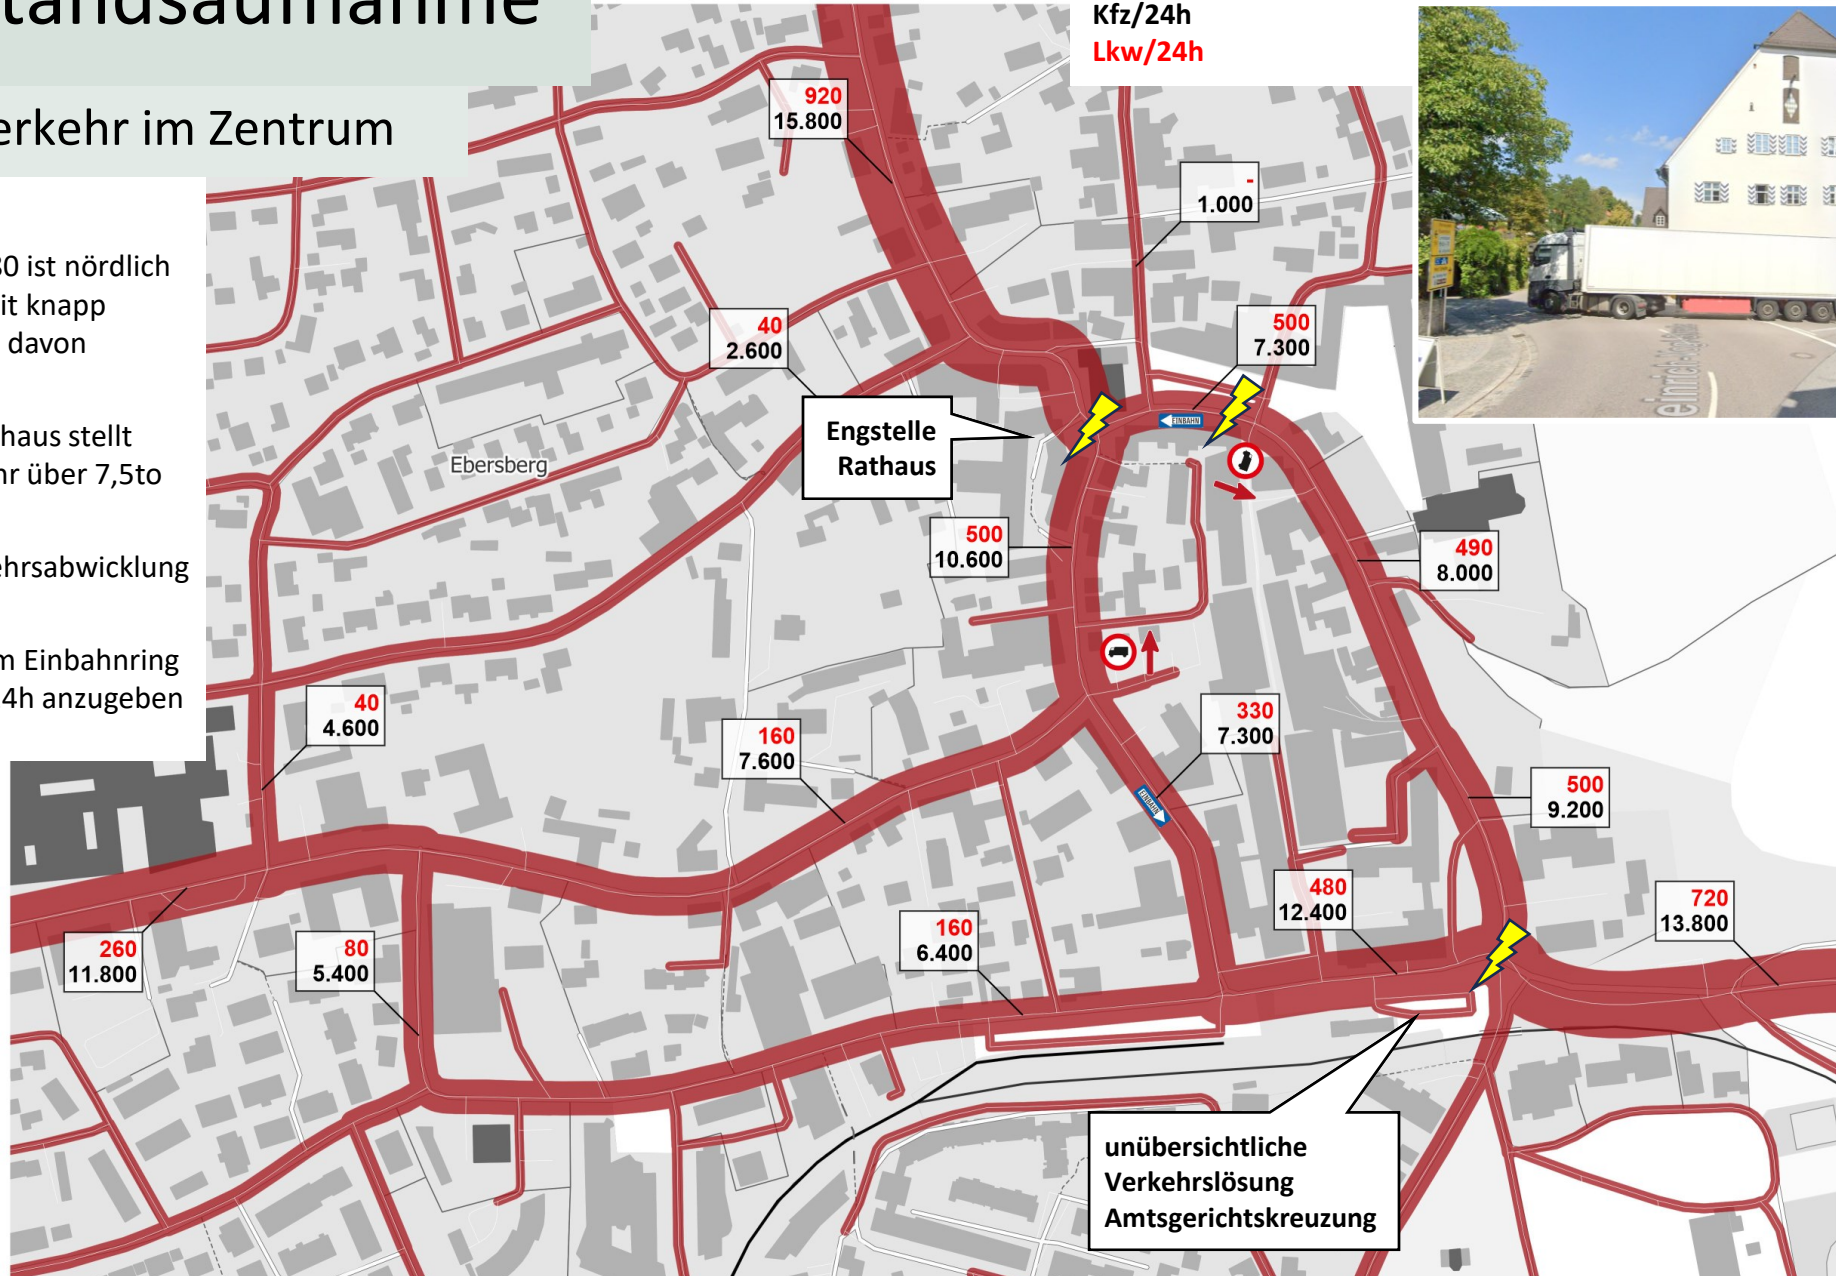 tandsaufnahme
erkehr im Zentrum
30 ist nördlich
it knapp
davon
haus stellt
hr über 7,5to
ehrsabwicklung
m Einbahnring
4h anzugeben
Kfz/24h
Lkw/24h
920
15.800
-
1.000
40
2.600
500
7.300
EINBAHN
Engstelle
Rathaus
Ebersberg
500
10.600
490
8.000
40
4.600
160
7.600
330
7.300
EINBAHN
500
9.200
480
12.400
720
13.800
260
11.800
80
5.400
160
6.400
unübersichtliche
Verkehrslösung
Amtsgerichtskreuzung